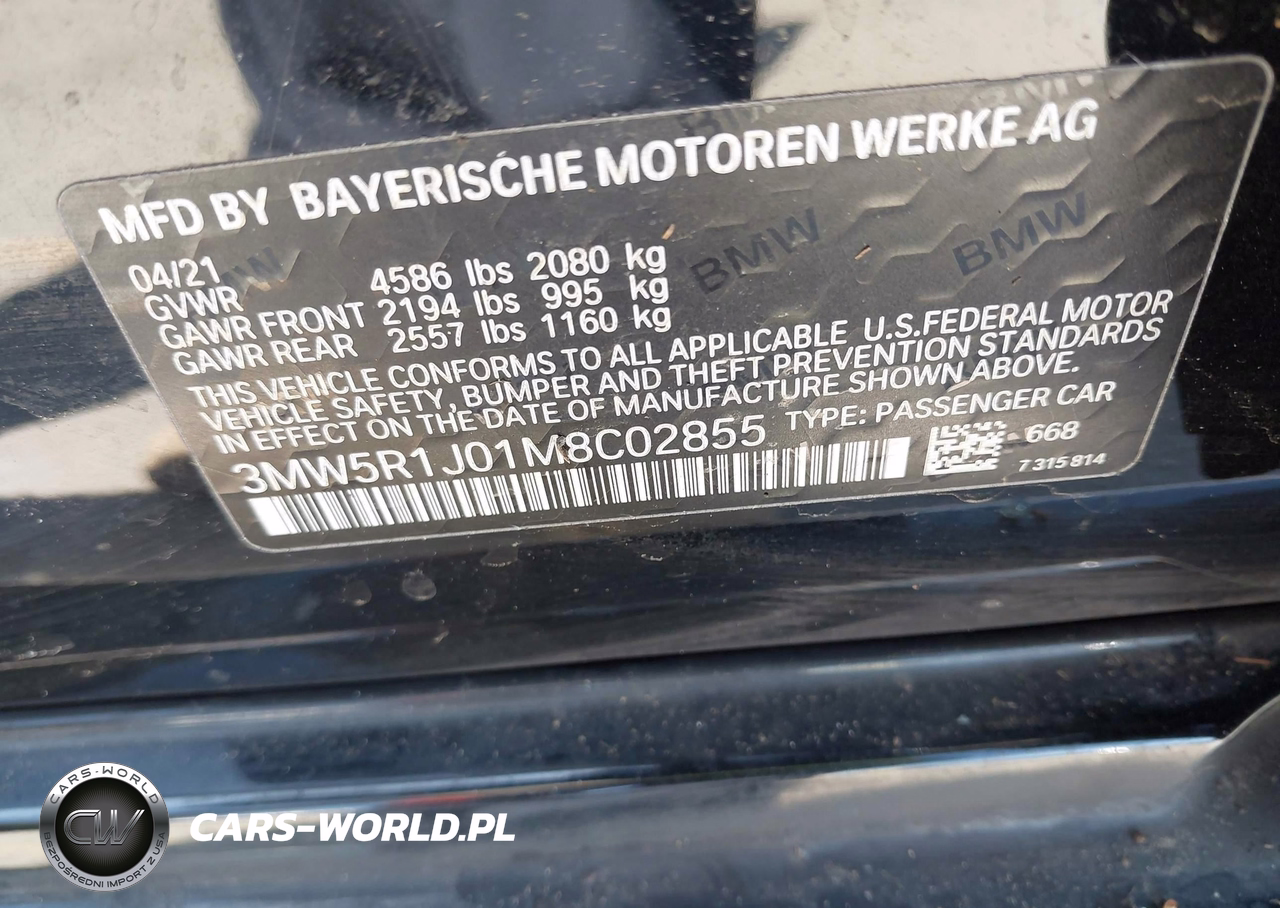 MFD BY BAYERISCHE MOTOREN WERKE AG
04/21
GVWR 4586 lbs 2080 kg
GAWR FRONT 2194 lbs 995 kg
GAWR REAR 2557 lbs 1160 kg
BMW BMW
THIS VEHICLE CONFORMS TO ALL APPLICABLE U.S.FEDERAL MOTOR
VEHICLE SAFETY, BUMPER AND THEFT PREVENTION STANDARDS
IN EFFECT ON THE DATE OF MANUFACTURE SHOWN ABOVE.
3MW5R1J01M8C02855 TYPE: PASSENGER CAR
668
7 315 814
CARS-WORLD
CW
BEZPOŚREDNI IMPORT Z USA
CARS-WORLD.PL